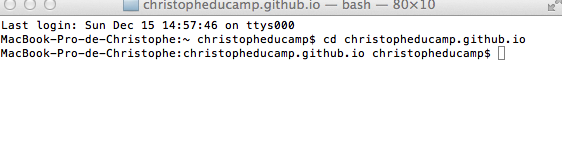 christopheducamp.github.io — bash — 80×10
Last login: Sun Dec 15 14:57:46 on ttys000
MacBook-Pro-de-Christophe:~ christopheducamp$ cd christopheducamp.github.io
MacBook-Pro-de-Christophe:christopheducamp.github.io christopheducamp$